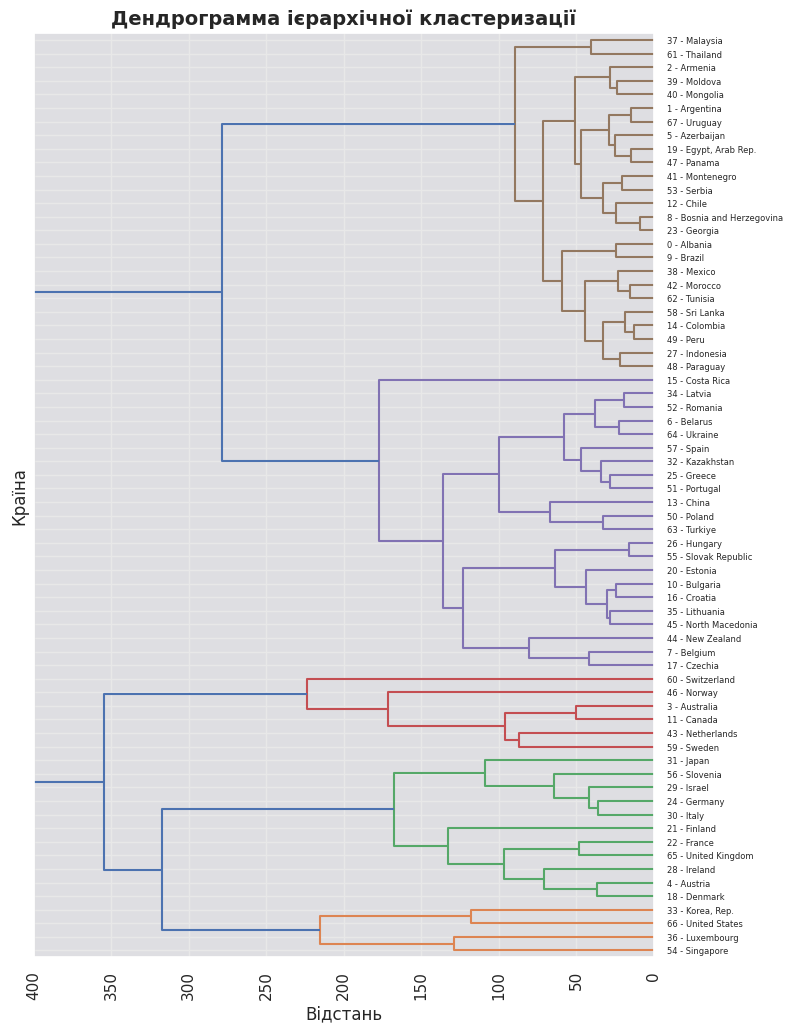 Дендрограма ієрархічної кластеризації
37 - Malaysia
61 - Thailand
2 - Armenia
39 - Moldova
40 - Mongolia
1 - Argentina
67 - Uruguay
5 - Azerbaijan
19 - Egypt, Arab Rep.
47 - Panama
41 - Montenegro
53 - Serbia
12 - Chile
8 - Bosnia and Herzegovina
23 - Georgia
0 - Albania
9 - Brazil
38 - Mexico
42 - Morocco
62 - Tunisia
58 - Sri Lanka
14 - Colombia
49 - Peru
27 - Indonesia
48 - Paraguay
15 - Costa Rica
34 - Latvia
52 - Romania
6 - Belarus
64 - Ukraine
57 - Spain
32 - Kazakhstan
25 - Greece
51 - Portugal
13 - China
50 - Poland
63 - Turkiye
26 - Hungary
55 - Slovak Republic
20 - Estonia
10 - Bulgaria
16 - Croatia
35 - Lithuania
45 - North Macedonia
44 - New Zealand
7 - Belgium
17 - Czechia
60 - Switzerland
46 - Norway
3 - Australia
11 - Canada
43 - Netherlands
59 - Sweden
31 - Japan
56 - Slovenia
29 - Israel
24 - Germany
30 - Italy
21 - Finland
22 - France
65 - United Kingdom
28 - Ireland
4 - Austria
18 - Denmark
33 - Korea, Rep.
66 - United States
36 - Luxembourg
54 - Singapore
Країна
400 350 300 250 200 150 100 50 0
Відстань